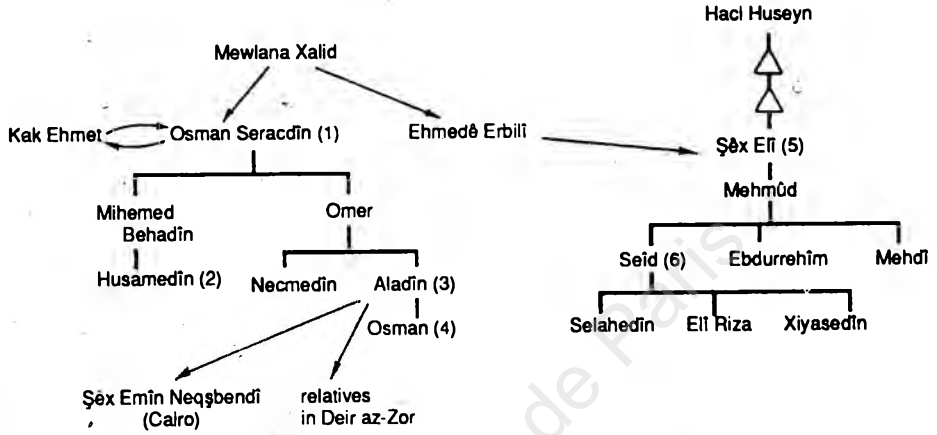 Haci Huseyn
Mewlana Xalid
Kak Ehmet
Osman Seracdîn (1)
Ehmedê Erbilî
Şêx Elî (5)
Mehmûd
Mihemed
Behadîn
Omer
Husamedîn (2)
Necmedîn
Aladîn (3)
Seîd (6)
Ebdurrehîm
Mehdî
Osman (4)
Selahedîn
Elî Riza
Xiyasedîn
Şêx Emîn Neqşbendî
(Cairo)
relatives
in Deir az-Zor
de Paris